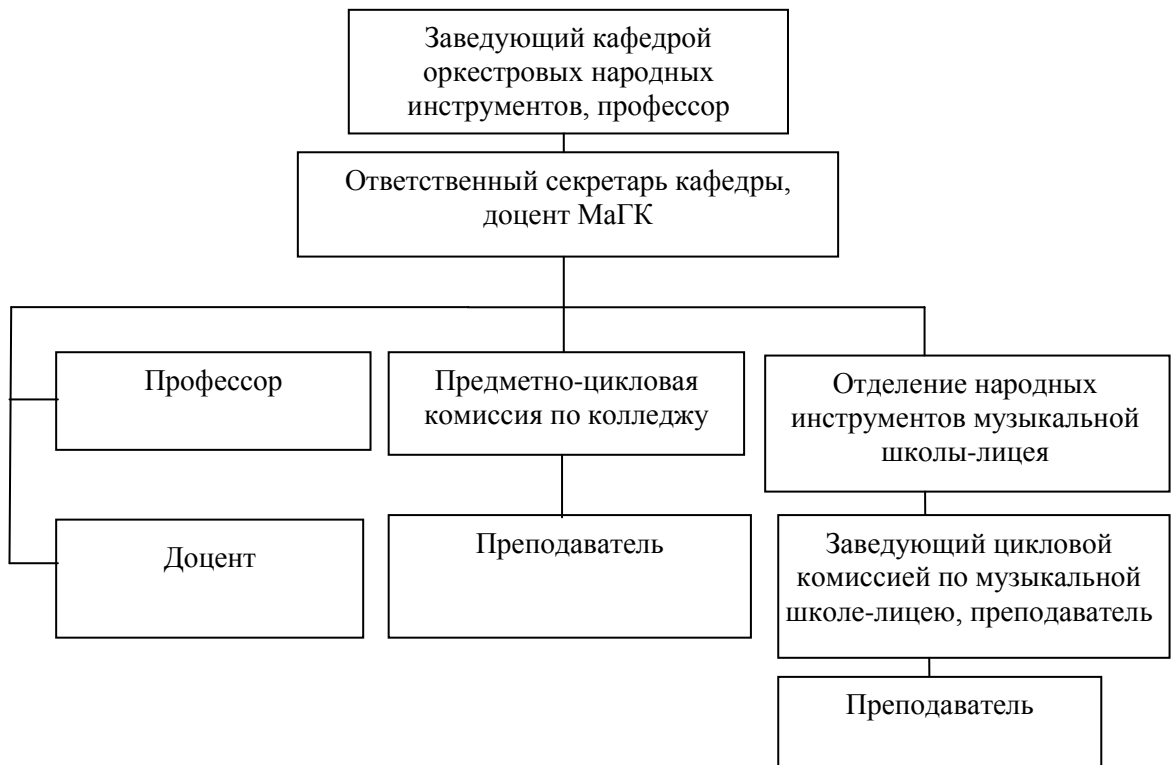 Заведующий кафедрой
оркестровых народных
инструментов, профессор
Ответственный секретарь кафедры,
доцент МаГК
Профессор
Доцент
Предметно-цикловая
комиссия по колледжу
Преподаватель
Отделение народных
инструментов музыкальной
школы-лицея
Заведующий цикловой
комиссией по музыкальной
школе-лицею, преподаватель
Преподаватель